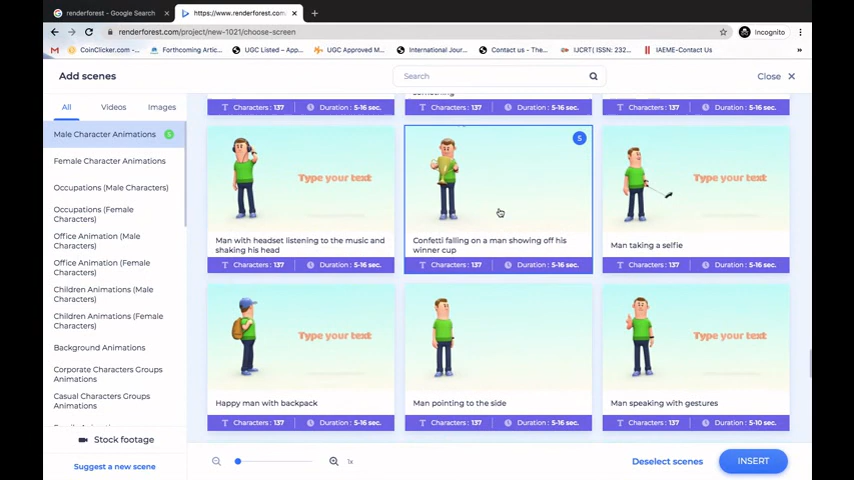 renderforest - Google Search
https://www.renderforest.com/
renderforest.com/project/new-1021/choose-screen
Incognito
CoinClicker.com -...
Forthcoming Artic...
UGC Listed – App...
UGC Approved M...
International Jour...
Contact us - The...
IJCRT( ISSN: 232...
IAEME-Contact Us
Add scenes
Search
Close
All
Videos
Images
Male Character Animations
5
Female Character Animations
Occupations (Male Characters)
Occupations (Female
Characters)
Office Animation (Male
Characters)
Office Animation (Female
Characters)
Children Animations (Male
Characters)
Children Animations (Female
Characters)
Background Animations
Corporate Characters Groups
Animations
Casual Characters Groups
Animations
Stock footage
Suggest a new scene
Characters : 137
Duration : 5-16 sec.
Characters : 137
Duration : 5-16 sec.
Characters : 137
Duration : 5-16 sec.
Type your text
Man with headset listening to the music and
shaking his head
Characters : 137
Duration : 5-16 sec.
5
Confetti falling on a man showing off his
winner cup
Characters : 137
Duration : 5-16 sec.
Type your text
Man taking a selfie
Characters : 137
Duration : 5-16 sec.
Type your text
Happy man with backpack
Characters : 137
Duration : 5-16 sec.
Man pointing to the side
Characters : 137
Duration : 5-16 sec.
Type your text
Man speaking with gestures
Characters : 137
Duration : 5-10 sec.
1x
Deselect scenes
INSERT